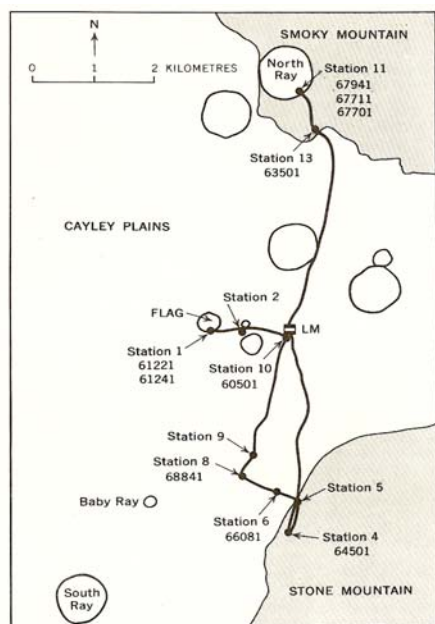 SMOKY MOUNTAIN
N
North
Ray
Station 11
67941
67711
67701
0 1 2 KILOMETRES
Station 13
63501
CAYLEY PLAINS
FLAG
Station 2
LM
Station 1
61221
61241
Station 10
60501
Station 9
Station 8
68841
Station 5
Baby Ray
Station 6
66081
Station 4
64501
South
Ray
STONE MOUNTAIN